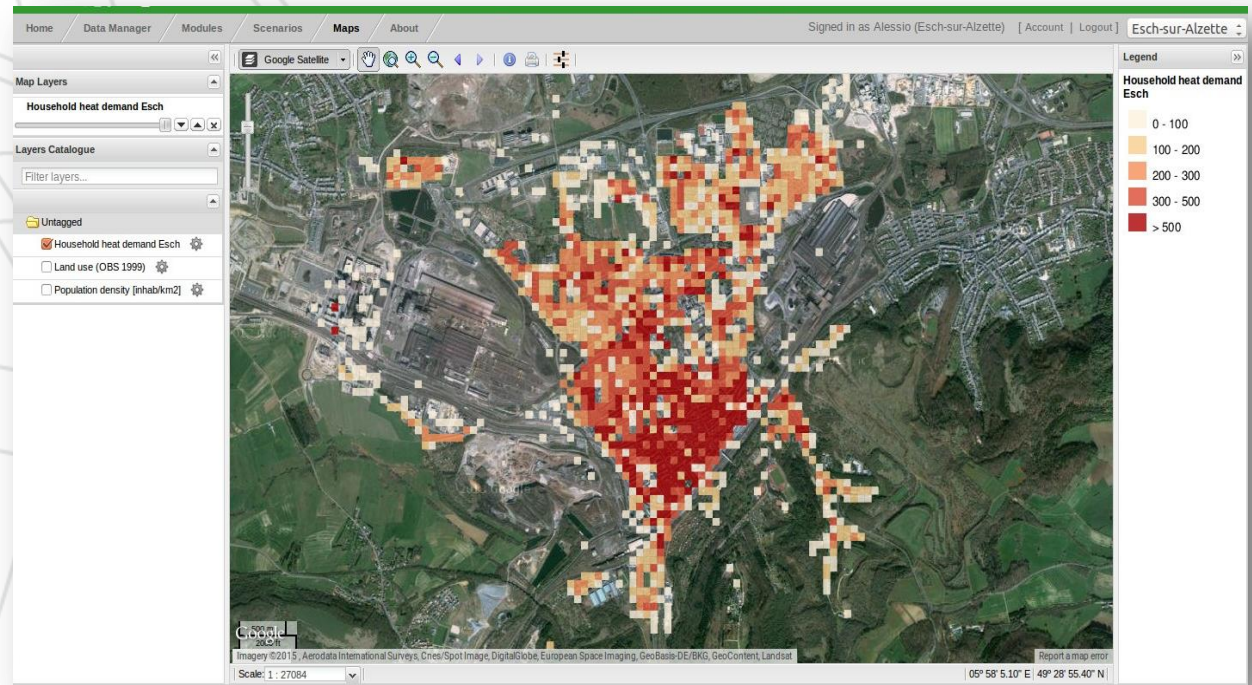 Home Data Manager Modules Scenarios Maps About Signed in as Alessio (Esch-sur-Alzette) [ Account | Logout ] Esch-sur-Alzette
Google Satellite
Map Layers
Household heat demand Esch
Layers Catalogue
Filter layers...
Untagged
Household heat demand Esch
Land use (OBS 1999)
Population density [inhab/km2]
Legend
Household heat demand
Esch
0 - 100
100 - 200
200 - 300
300 - 500
> 500
500 m
Google
Imagery ©2015 , Aerodata International Surveys, Cnes/Spot Image, DigitalGlobe, European Space Imaging, GeoBasis-DE/BKG, GeoContent, Landsat Report a map error
Scale: 1 : 27084 05º 58' 5.10" E 49º 28' 55.40" N